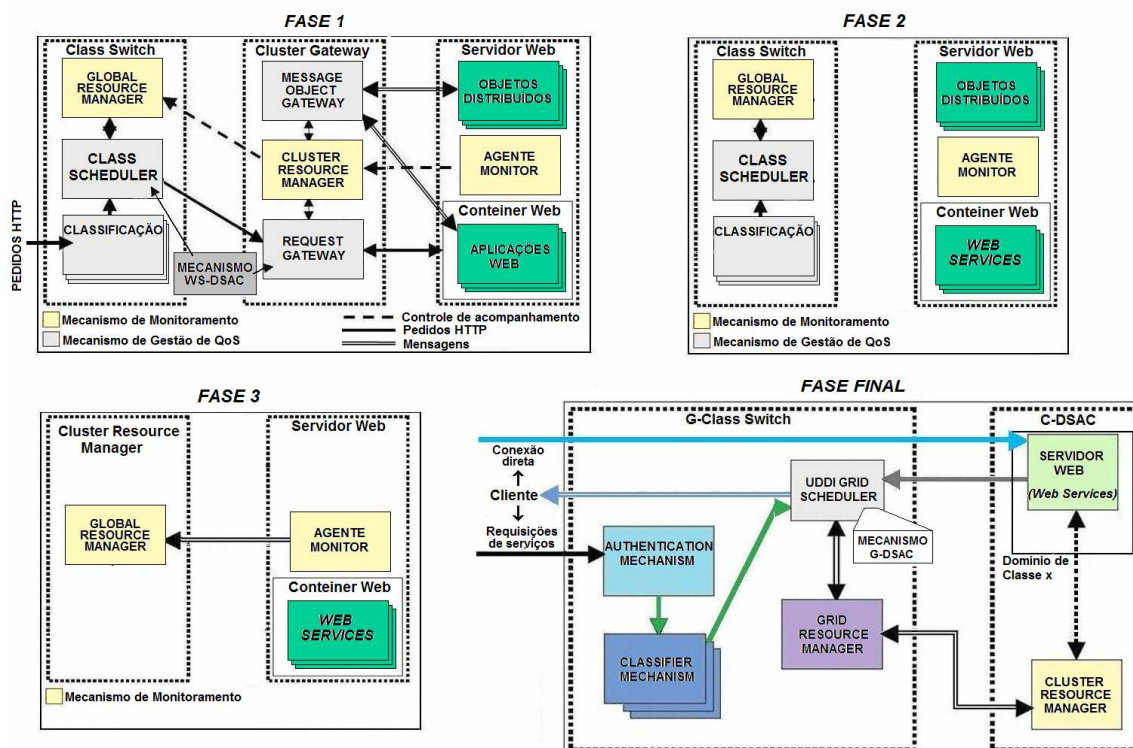 FASE 1
Class Switch
GLOBAL
RESOURCE
MANAGER
CLASS
SCHEDULER
CLASSIFICAÇÃO
PEDIDOS HTTP
MECANISMO
WS-DSAC
Cluster Gateway
MESSAGE
OBJECT
GATEWAY
CLUSTER
RESOURCE
MANAGER
REQUEST
GATEWAY
Servidor Web
OBJETOS
DISTRIBUÍDOS
AGENTE
MONITOR
Conteiner Web
APLICAÇÕES
WEB
Mecanismo de Monitoramento
Mecanismo de Gestão de QoS
Controle de acompanhamento
Pedidos HTTP
Mensagens
FASE 2
Class Switch
GLOBAL
RESOURCE
MANAGER
CLASS
SCHEDULER
CLASSIFICAÇÃO
Servidor Web
OBJETOS
DISTRIBUÍDOS
AGENTE
MONITOR
Conteiner Web
WEB
SERVICES
Mecanismo de Monitoramento
Mecanismo de Gestão de QoS
FASE 3
Cluster Resource
Manager
GLOBAL
RESOURCE
MANAGER
Servidor Web
AGENTE
MONITOR
Conteiner Web
WEB
SERVICES
Mecanismo de Monitoramento
FASE FINAL
G-Class Switch
Conexão
direta
Cliente
Requisições
de serviços
AUTHENTICATION
MECHANISM
CLASSIFIER
MECHANISM
UDDI GRID
SCHEDULER
MECANISMO
G-DSAC
GRID
RESOURCE
MANAGER
C-DSAC
SERVIDOR
WEB
(Web Services)
Domínio de
Classe x
CLUSTER
RESOURCE
MANAGER